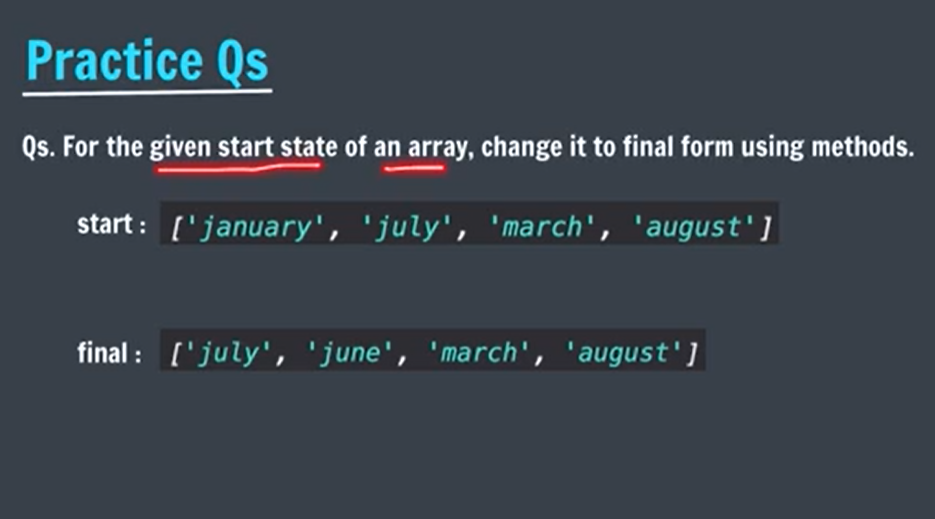 Practice Qs
Qs. For the given start state of an array, change it to final form using methods.
start : ['january', 'july', 'march', 'august']
final : ['july', 'june', 'march', 'august']